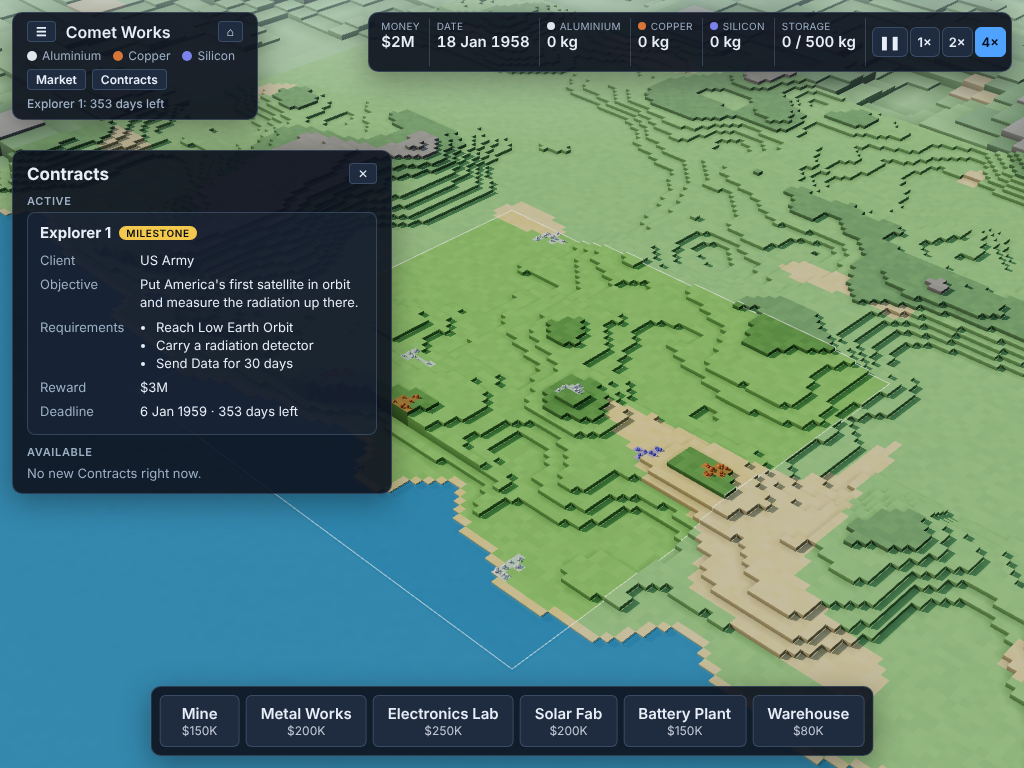 ☰ Comet Works ⌂
Aluminium Copper Silicon
Market Contracts
Explorer 1: 353 days left
MONEY
$2M
DATE
18 Jan 1958
ALUMINIUM
0 kg
COPPER
0 kg
SILICON
0 kg
STORAGE
0 / 500 kg
❚❚ 1× 2× 4×
Contracts ✕
ACTIVE
Explorer 1 MILESTONE
Client US Army
Objective Put America's first satellite in orbit
and measure the radiation up there.
Requirements • Reach Low Earth Orbit
• Carry a radiation detector
• Send Data for 30 days
Reward $3M
Deadline 6 Jan 1959 · 353 days left
AVAILABLE
No new Contracts right now.
Mine
$150K
Metal Works
$200K
Electronics Lab
$250K
Solar Fab
$200K
Battery Plant
$150K
Warehouse
$80K